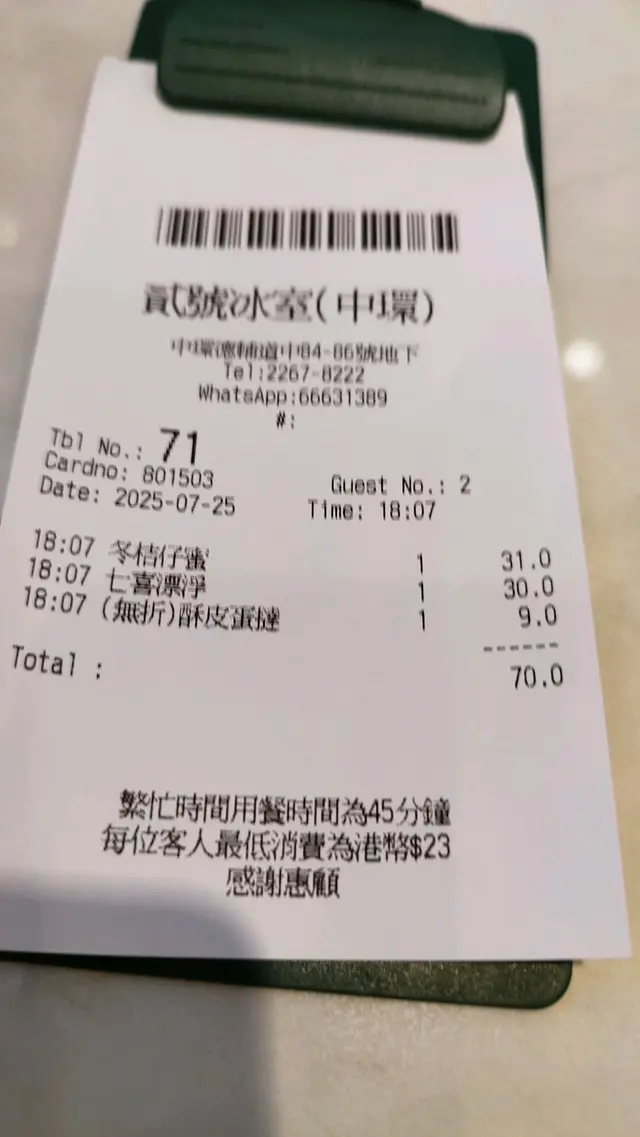 貳號冰室(中環)
中環德輔道中84-86號地下
Tel:2267-8222
WhatsApp:66631389
#:
Tbl No.: 71
Cardno: 801503 Guest No.: 2
Date: 2025-07-25 Time: 18:07
18:07 冬桔仔蜜 1 31.0
18:07 七喜漂淨 1 30.0
18:07 (無折)酥皮蛋撻 1 9.0
------
Total : 70.0
繁忙時間用餐時間為45分鐘
每位客人最低消費為港幣$23
感謝惠顧